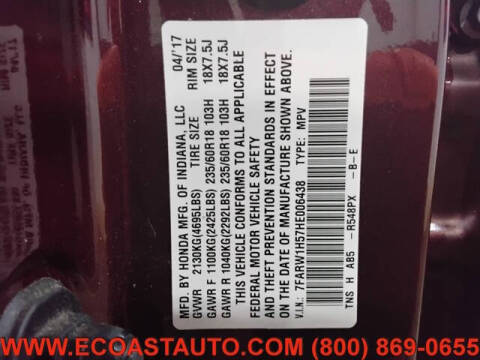 MFD. BY HONDA MFG. OF INDIANA, LLC 04/17
GVWR 2130KG(4695LBS) TIRE SIZE RIM SIZE
GAWR F 1100KG(2425LBS) 235/60R18 103H 18X7.5J
GAWR R 1040KG(2292LBS) 235/60R18 103H 18X7.5J
THIS VEHICLE CONFORMS TO ALL APPLICABLE
FEDERAL MOTOR VEHICLE SAFETY
AND THEFT PREVENTION STANDARDS IN EFFECT
ON THE DATE OF MANUFACTURE SHOWN ABOVE.
V.I.N.: 7FARW1H57HE006438 TYPE: MPV
TNS H AB5 - R548PX - B - E
WWW.ECOASTAUTO.COM (800) 869-0655